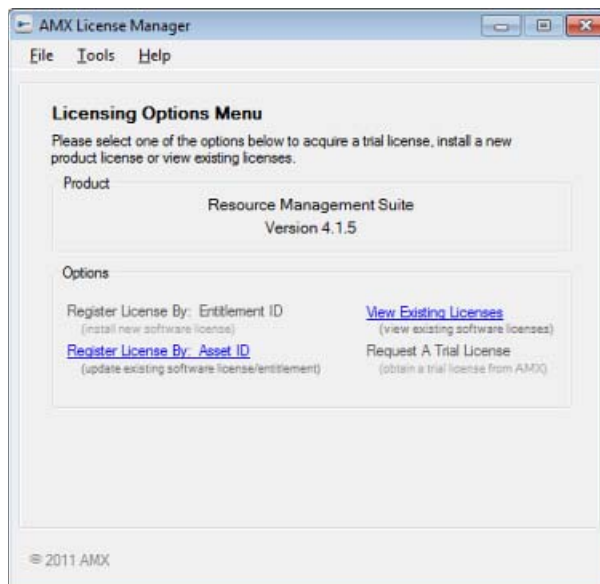 AMX License Manager
File Tools Help
Licensing Options Menu
Please select one of the options below to acquire a trial license, install a new
product license or view existing licenses.
Product
Resource Management Suite
Version 4.1.5
Options
Register License By: Entitlement ID
(install new software license)
Register License By: Asset ID
(update existing software license/entitlement)
View Existing Licenses
(view existing software licenses)
Request A Trial License
(obtain a trial license from AMX)
© 2011 AMX